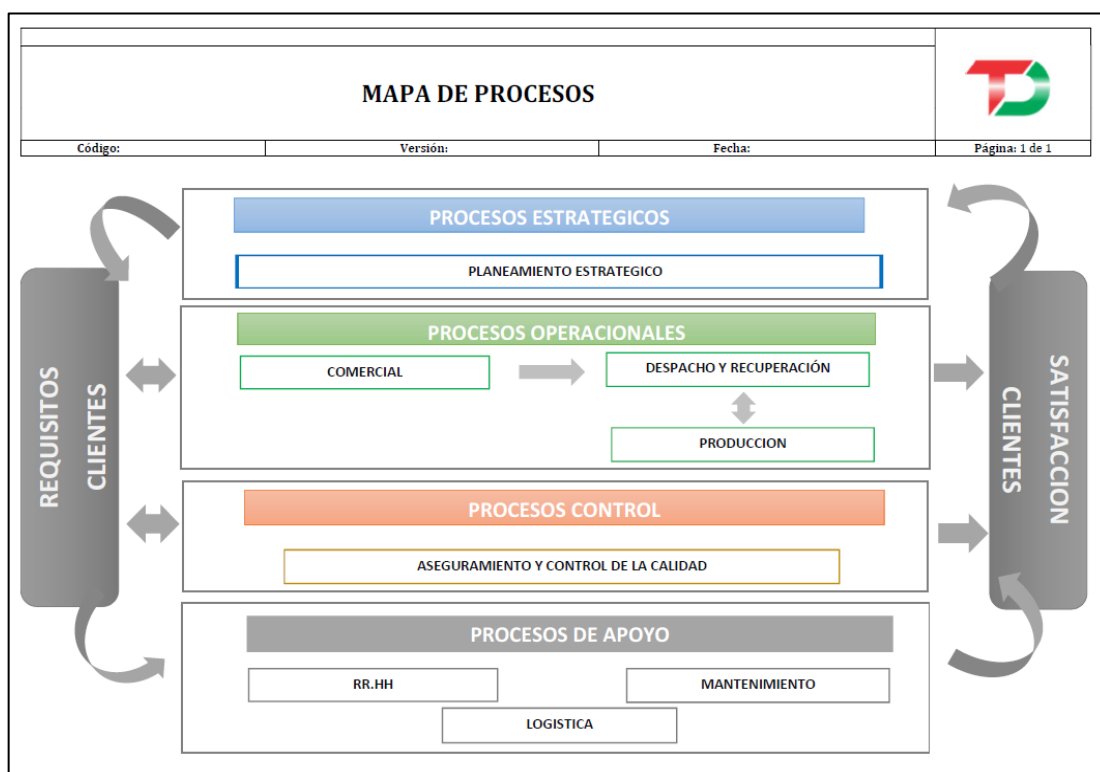 MAPA DE PROCESOS
TD
Código:
Versión:
Fecha:
Página: 1 de 1
PROCESOS ESTRATEGICOS
PLANEAMIENTO ESTRATEGICO
REQUISITOS
CLIENTES
PROCESOS OPERACIONALES
COMERCIAL
DESPACHO Y RECUPERACIÓN
PRODUCCION
SATISFACCION
CLIENTES
PROCESOS CONTROL
ASEGURAMIENTO Y CONTROL DE LA CALIDAD
PROCESOS DE APOYO
RR.HH
MANTENIMIENTO
LOGISTICA